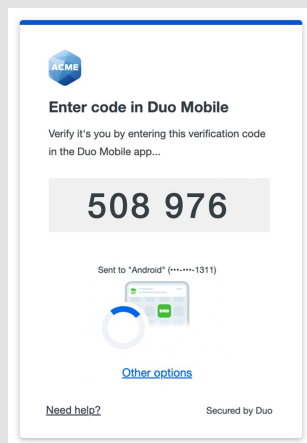 ACME
Enter code in Duo Mobile
Verify it's you by entering this verification code
in the Duo Mobile app...
508 976
Sent to "Android" (•••-•••-1311)
Other options
Need help?
Secured by Duo